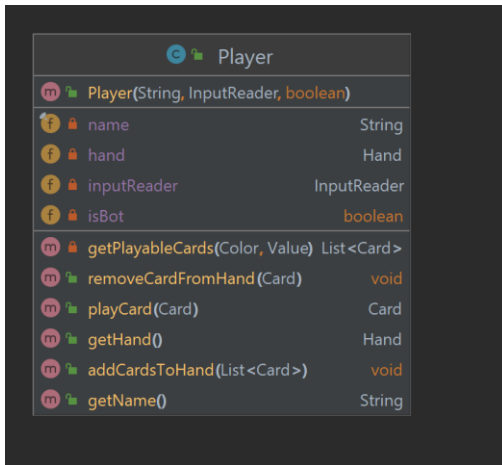 C Player
m Player(String, InputReader, boolean)
f name String
f hand Hand
f inputReader InputReader
f isBot boolean
m getPlayableCards(Color, Value) List<Card>
m removeCardFromHand(Card) void
m playCard(Card) Card
m getHand() Hand
m addCardsToHand(List<Card>) void
m getName() String